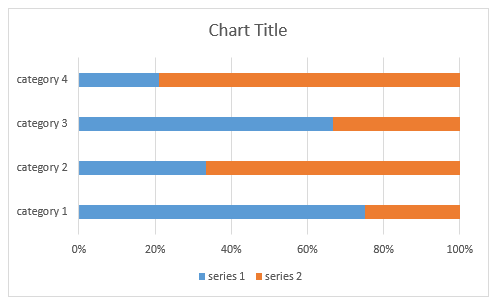 Chart Title
category 4
category 3
category 2
category 1
0% 20% 40% 60% 80% 100%
series 1 series 2